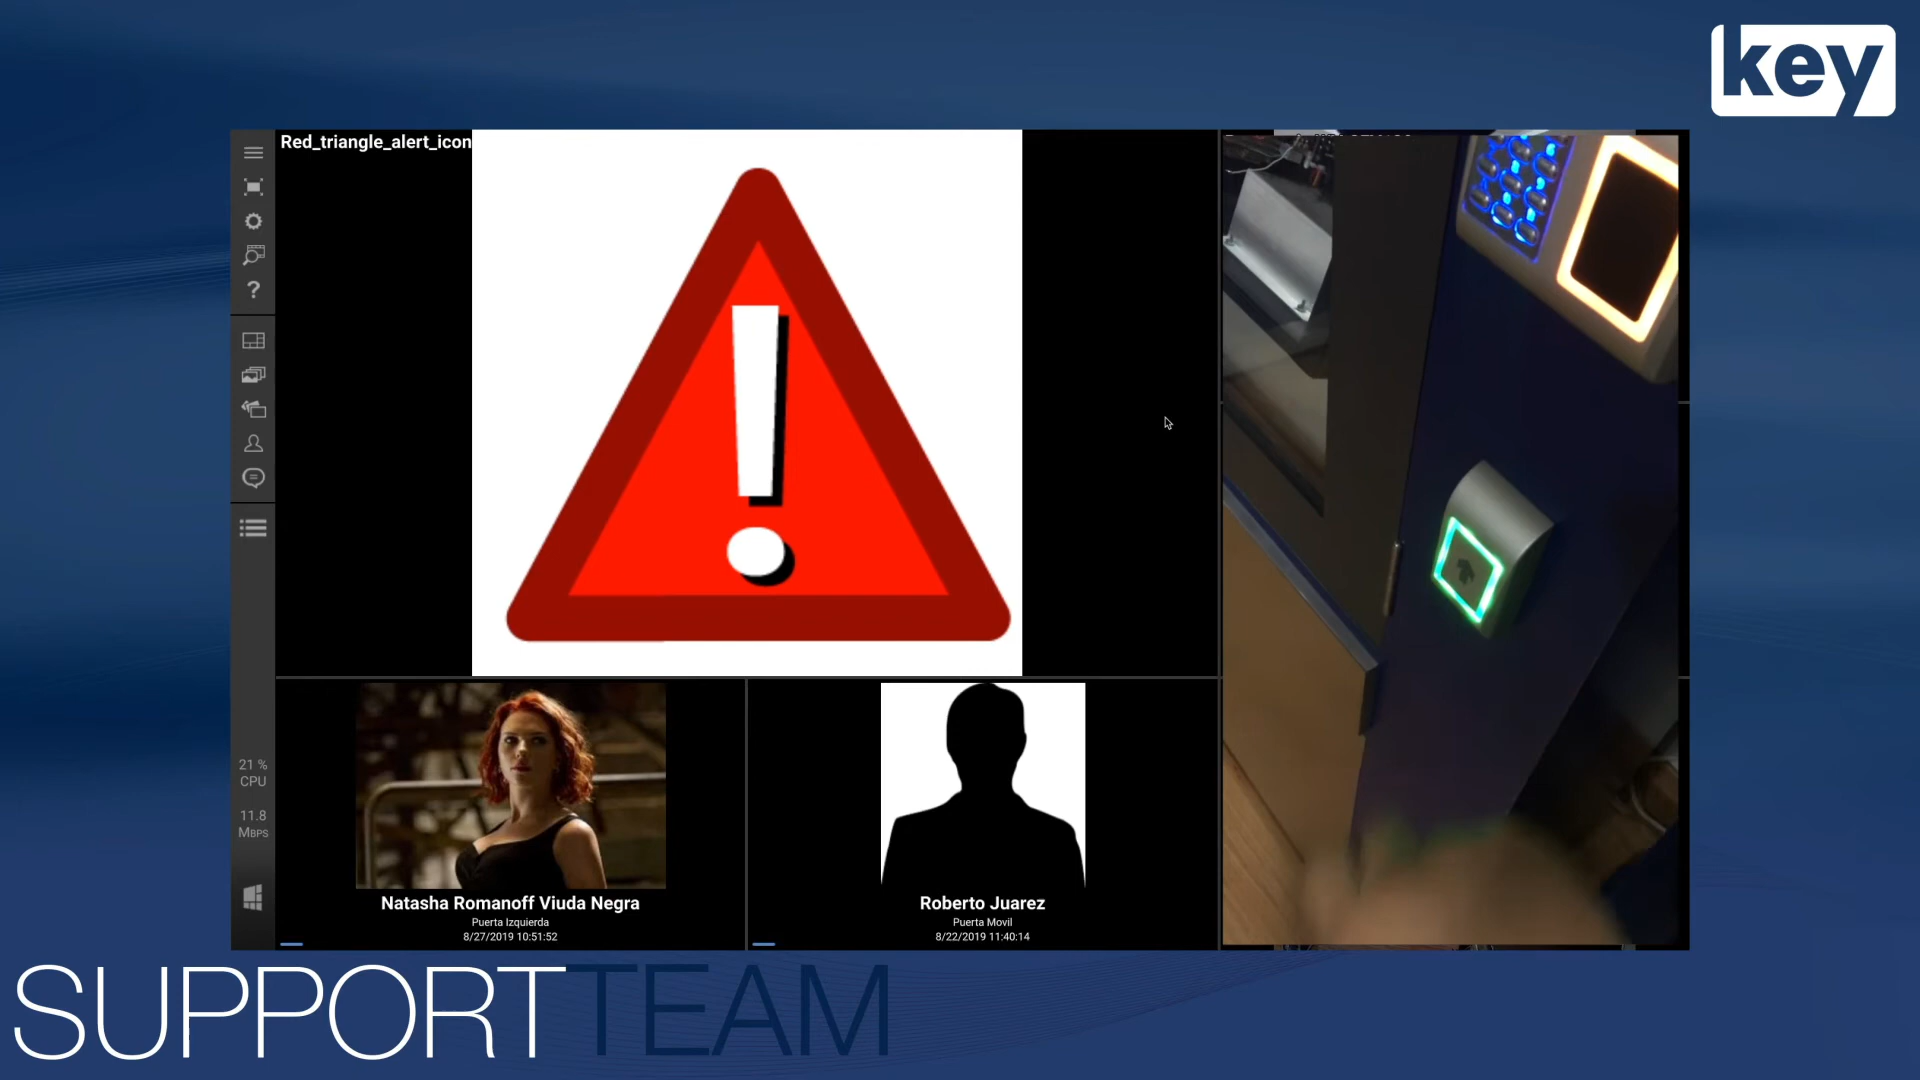 key
Red_triangle_alert_icon
?
21 %
CPU
11.8
MBPS
Natasha Romanoff Viuda Negra
Puerta Izquierda
8/27/2019 10:51:52
Roberto Juarez
Puerta Movil
8/22/2019 11:40:14
SUPPORTTEAM